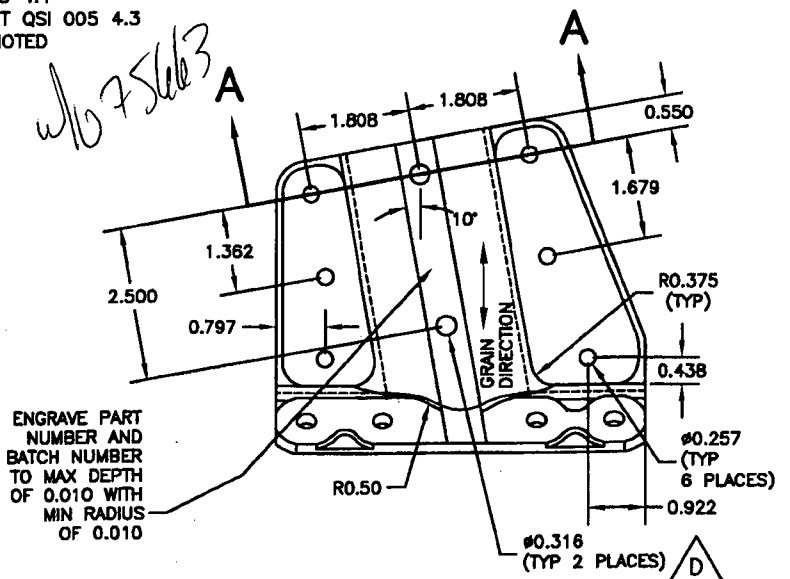 T QSI 005 4.3
NOTED
A
A
1.808
1.808
0.550
1.679
10°
1.362
2.500
0.797
R0.375
(TYP)
GRAIN
DIRECTION
0.438
ENGRAVE PART
NUMBER AND
BATCH NUMBER
TO MAX DEPTH
OF 0.010 WITH
MIN RADIUS
OF 0.010
R0.50
ø0.257
(TYP
6 PLACES)
0.922
ø0.316
(TYP 2 PLACES)
D